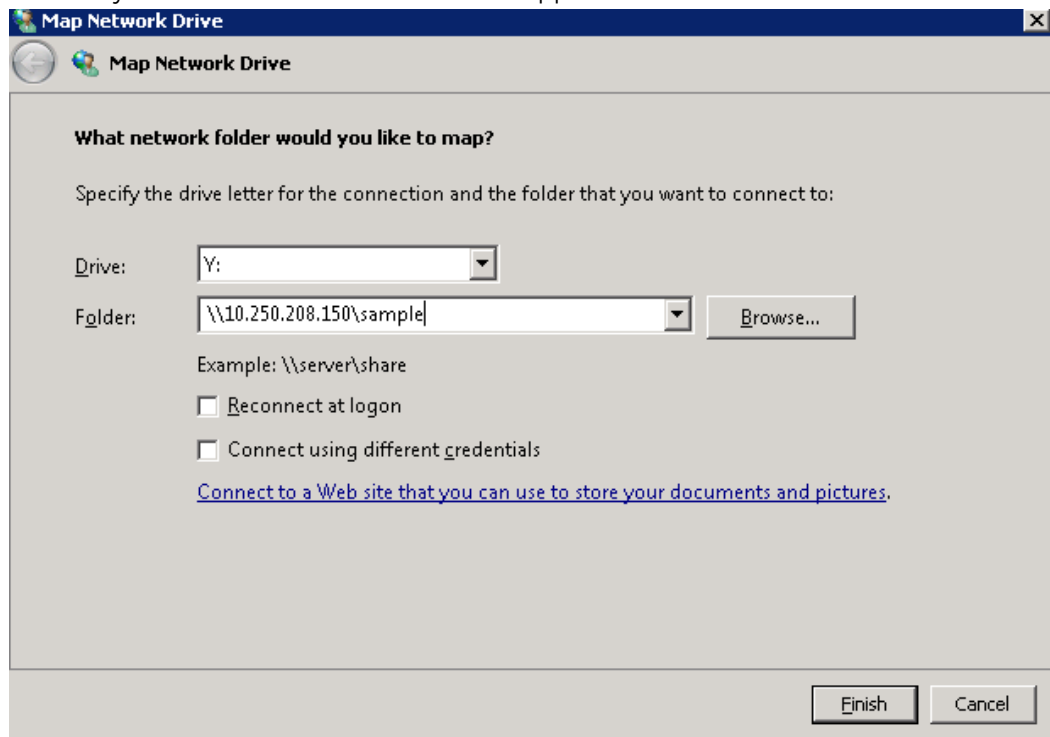 Map Network Drive
Map Network Drive
What network folder would you like to map?
Specify the drive letter for the connection and the folder that you want to connect to:
Drive: Y:
Folder: \\10.250.208.150\sample Browse...
Example: \\server\share
Reconnect at logon
Connect using different credentials
Connect to a Web site that you can use to store your documents and pictures.
Finish Cancel